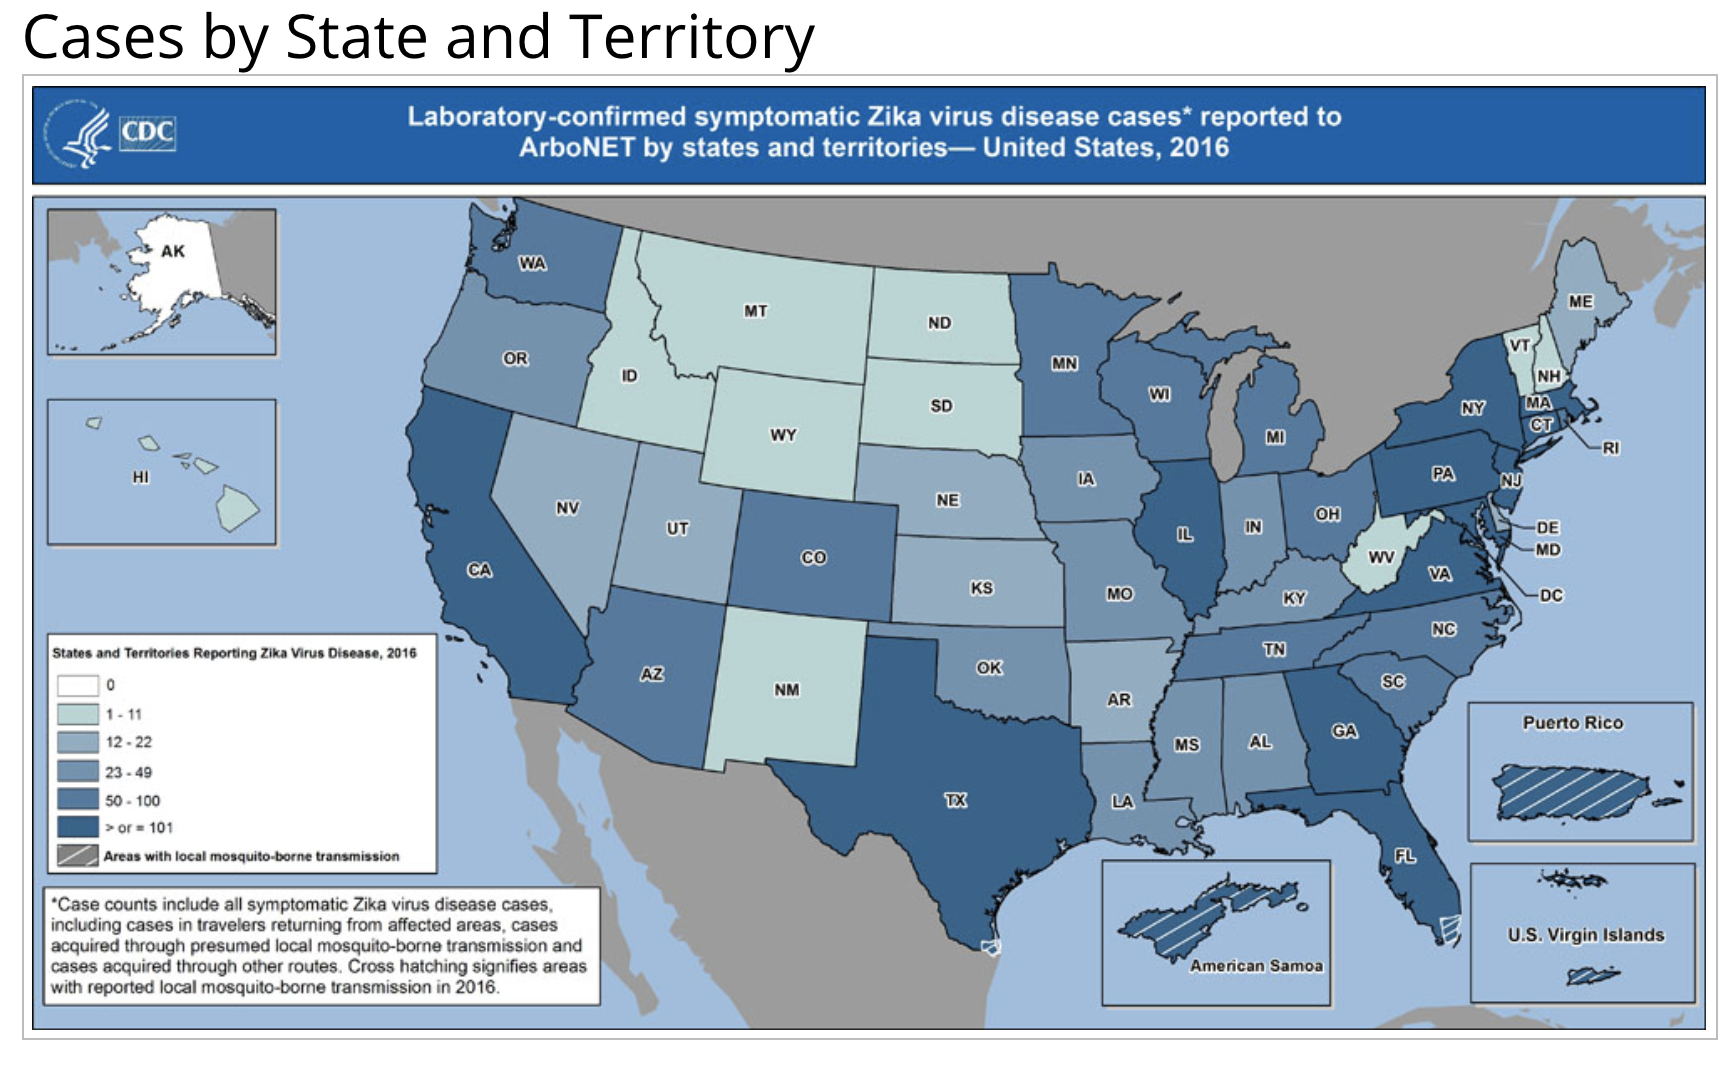 Cases by State and Territory
CDC
Laboratory-confirmed symptomatic Zika virus disease cases* reported to
ArboNET by states and territories— United States, 2016
AK
HI
WA
OR
ID
MT
ND
SD
WY
MN
WI
MI
NY
VT
NH
ME
MA
CT
RI
NJ
PA
DE
MD
DC
CA
NV
UT
CO
NE
KS
IA
MO
IL
IN
OH
WV
VA
KY
NC
TN
SC
AZ
NM
OK
TX
AR
LA
MS
AL
GA
FL
States and Territories Reporting Zika Virus Disease, 2016
0
1 - 11
12 - 22
23 - 49
50 - 100
> or = 101
Areas with local mosquito-borne transmission
*Case counts include all symptomatic Zika virus disease cases,
including cases in travelers returning from affected areas, cases
acquired through presumed local mosquito-borne transmission and
cases acquired through other routes. Cross hatching signifies areas
with reported local mosquito-borne transmission in 2016.
Puerto Rico
American Samoa
U.S. Virgin Islands